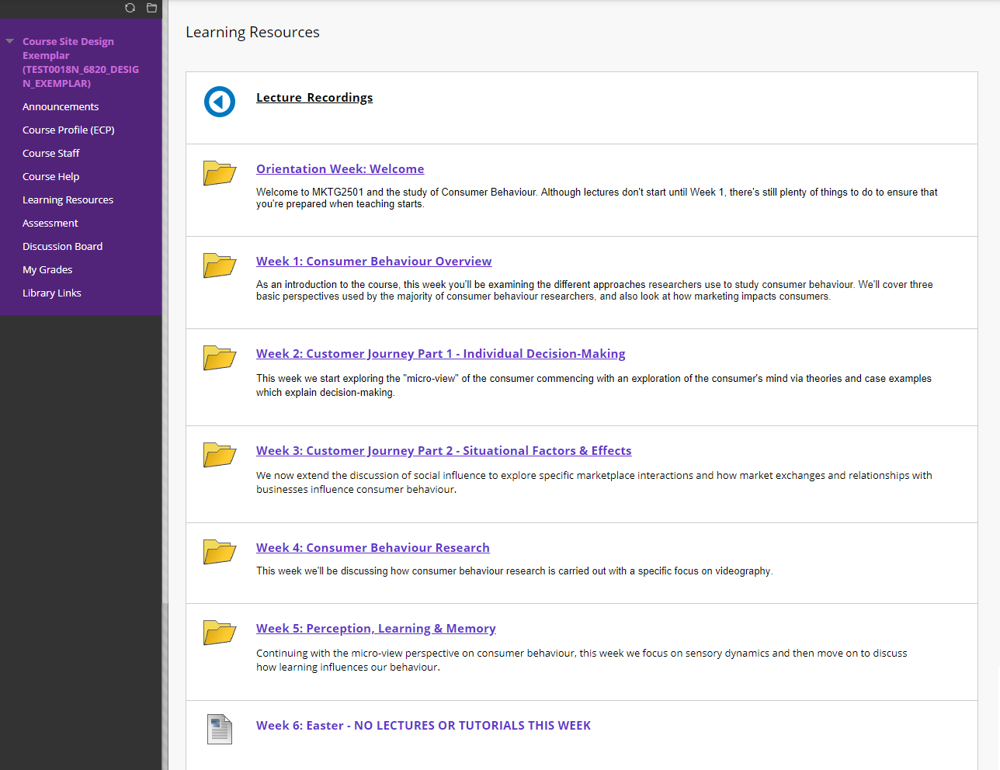 Course Site Design
Exemplar
(TEST0018N_6820_DESIG
N_EXEMPLAR)
Announcements
Course Profile (ECP)
Course Staff
Course Help
Learning Resources
Assessment
Discussion Board
My Grades
Library Links
Learning Resources
Lecture Recordings
Orientation Week: Welcome
Welcome to MKTG2501 and the study of Consumer Behaviour. Although lectures don't start until Week 1, there's still plenty of things to do to ensure that
you're prepared when teaching starts.
Week 1: Consumer Behaviour Overview
As an introduction to the course, this week you'll be examining the different approaches researchers use to study consumer behaviour. We'll cover three
basic perspectives used by the majority of consumer behaviour researchers, and also look at how marketing impacts consumers.
Week 2: Customer Journey Part 1 - Individual Decision-Making
This week we start exploring the "micro-view" of the consumer commencing with an exploration of the consumer's mind via theories and case examples
which explain decision-making.
Week 3: Customer Journey Part 2 - Situational Factors & Effects
We now extend the discussion of social influence to explore specific marketplace interactions and how market exchanges and relationships with
businesses influence consumer behaviour.
Week 4: Consumer Behaviour Research
This week we'll be discussing how consumer behaviour research is carried out with a specific focus on videography.
Week 5: Perception, Learning & Memory
Continuing with the micro-view perspective on consumer behaviour, this week we focus on sensory dynamics and then move on to discuss
how learning influences our behaviour.
Week 6: Easter - NO LECTURES OR TUTORIALS THIS WEEK